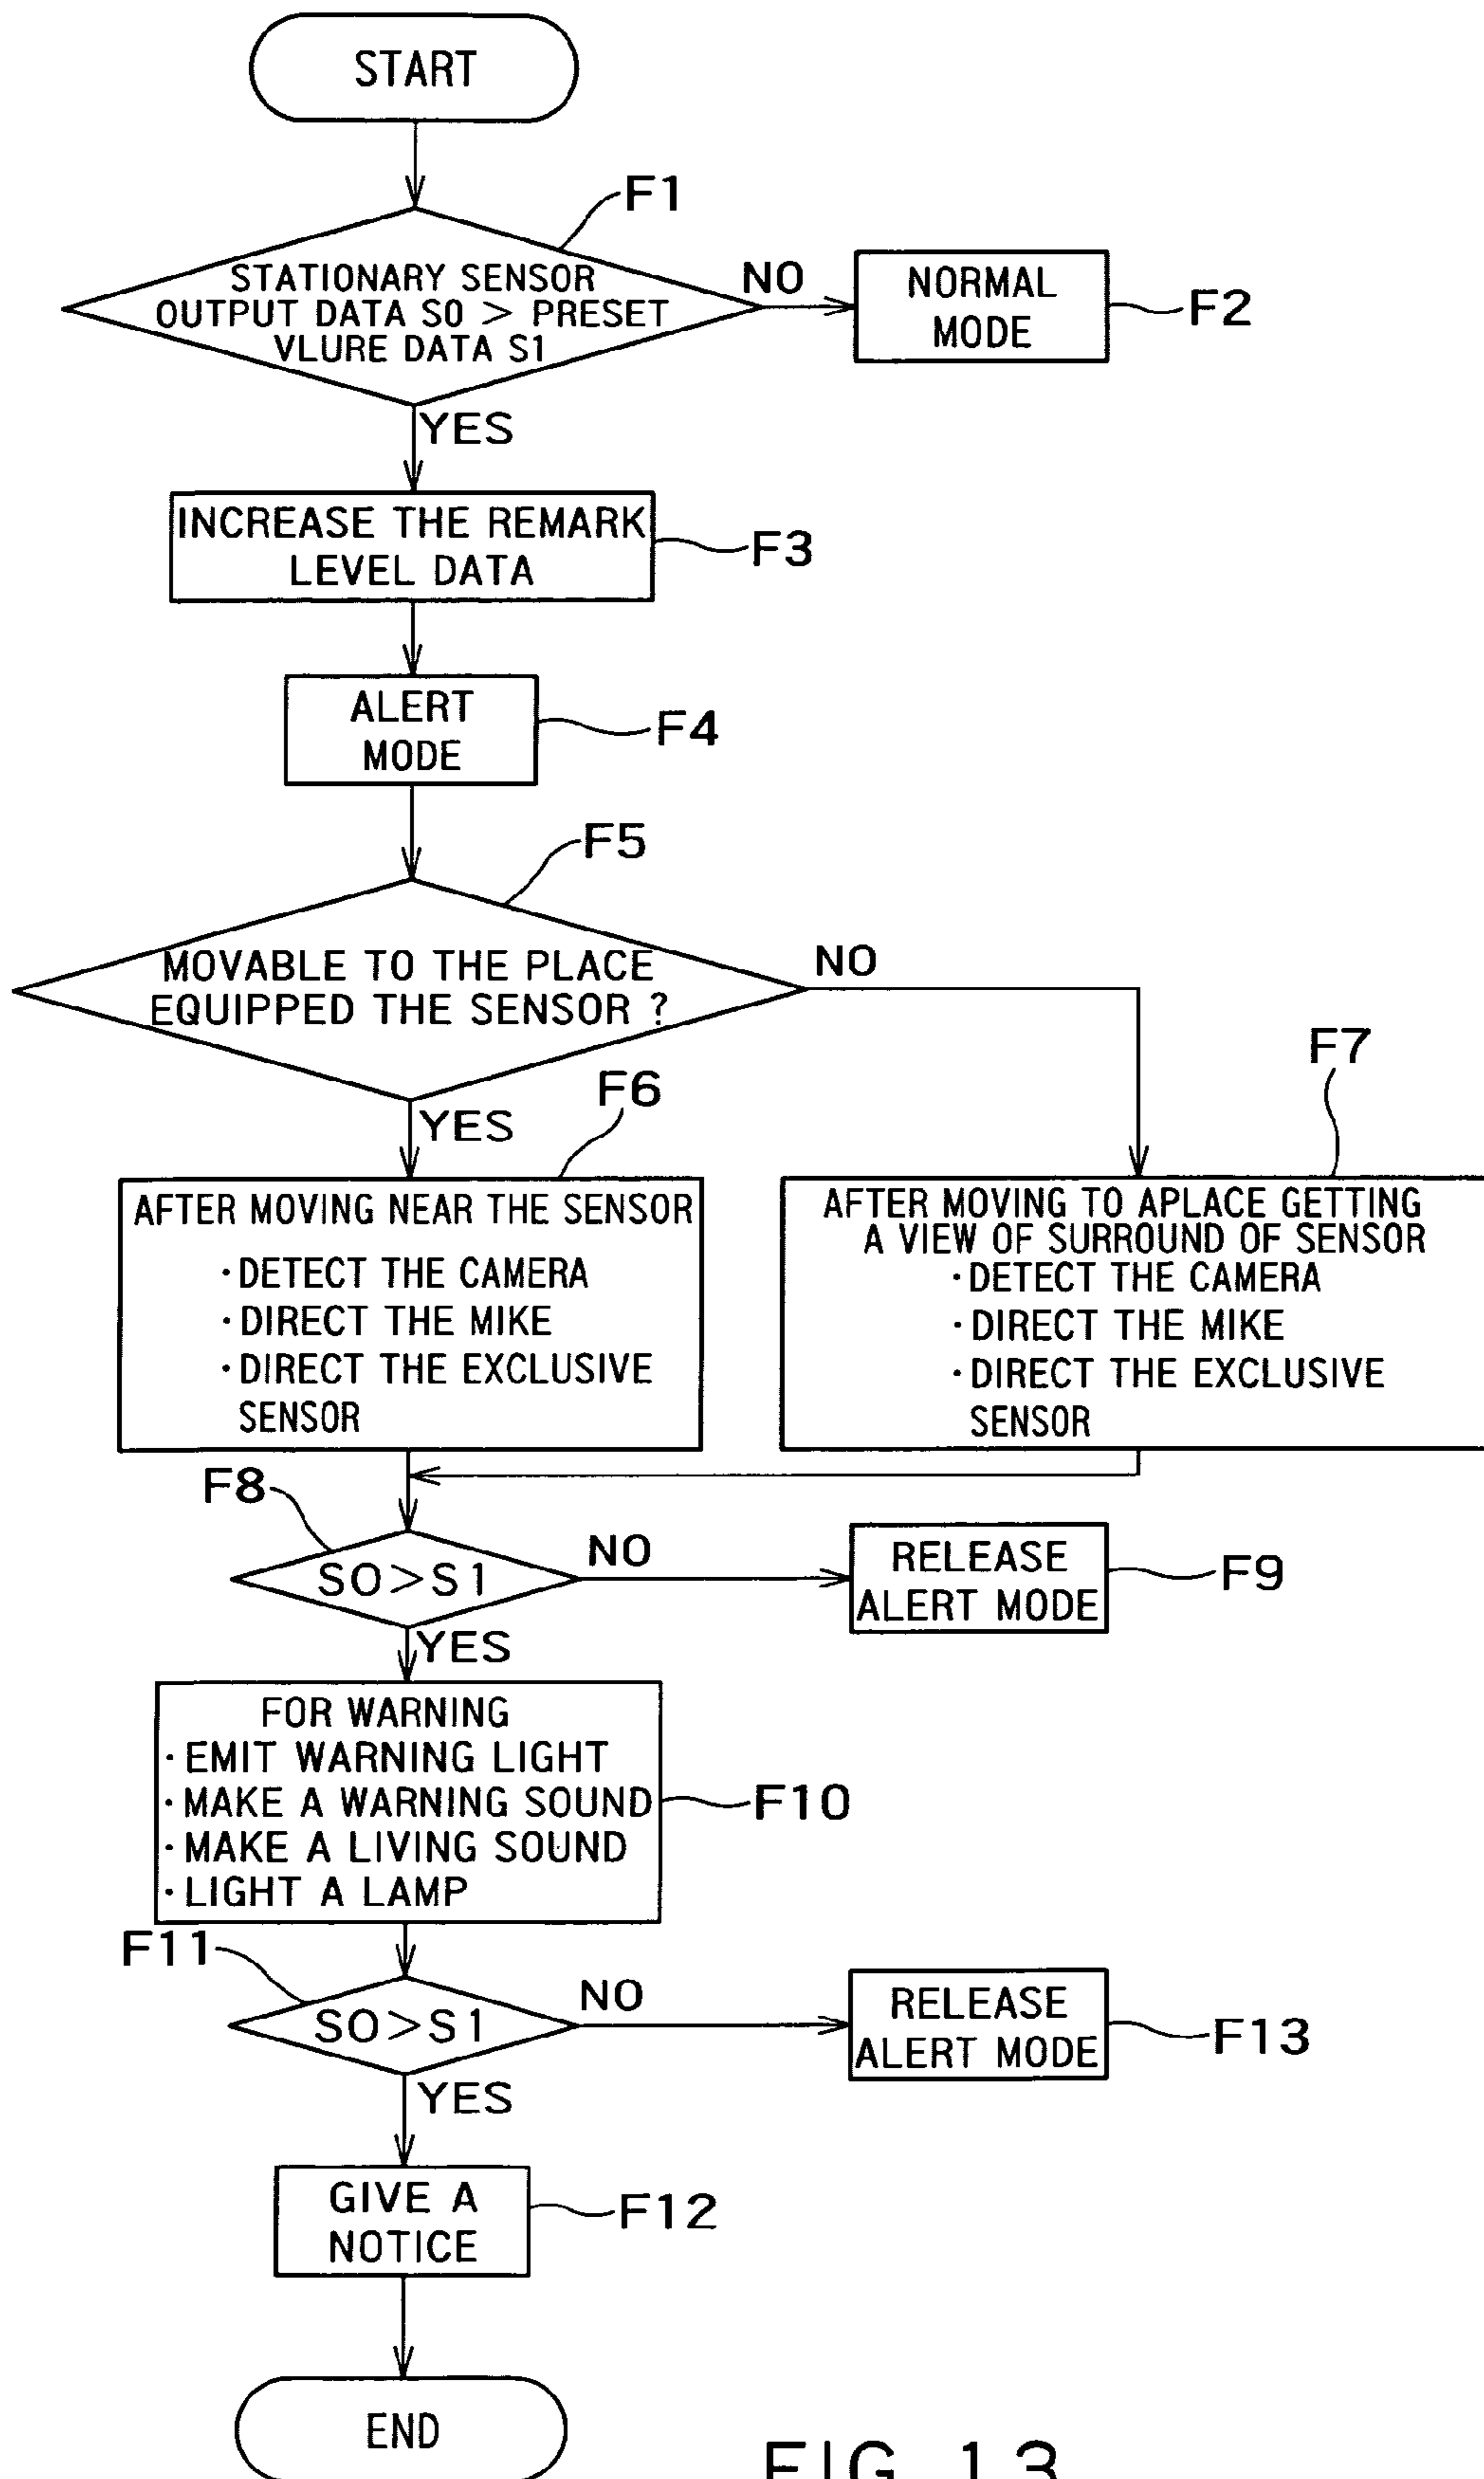 START
F1
STATIONARY SENSOR
OUTPUT DATA S0 > PRESET
VLURE DATA S1
NO
NORMAL
MODE
F2
YES
INCREASE THE REMARK
LEVEL DATA
F3
ALERT
MODE
F4
F5
MOVABLE TO THE PLACE
EQUIPPED THE SENSOR ?
NO
YES
F6
AFTER MOVING NEAR THE SENSOR
·DETECT THE CAMERA
·DIRECT THE MIKE
·DIRECT THE EXCLUSIVE
SENSOR
F7
AFTER MOVING TO APLACE GETTING
A VIEW OF SURROUND OF SENSOR
·DETECT THE CAMERA
·DIRECT THE MIKE
·DIRECT THE EXCLUSIVE
SENSOR
F8
S0>S1
NO
RELEASE
ALERT MODE
F9
YES
FOR WARNING
·EMIT WARNING LIGHT
·MAKE A WARNING SOUND
·MAKE A LIVING SOUND
·LIGHT A LAMP
F10
F11
S0>S1
NO
RELEASE
ALERT MODE
F13
YES
GIVE A
NOTICE
F12
END
FIG. 13